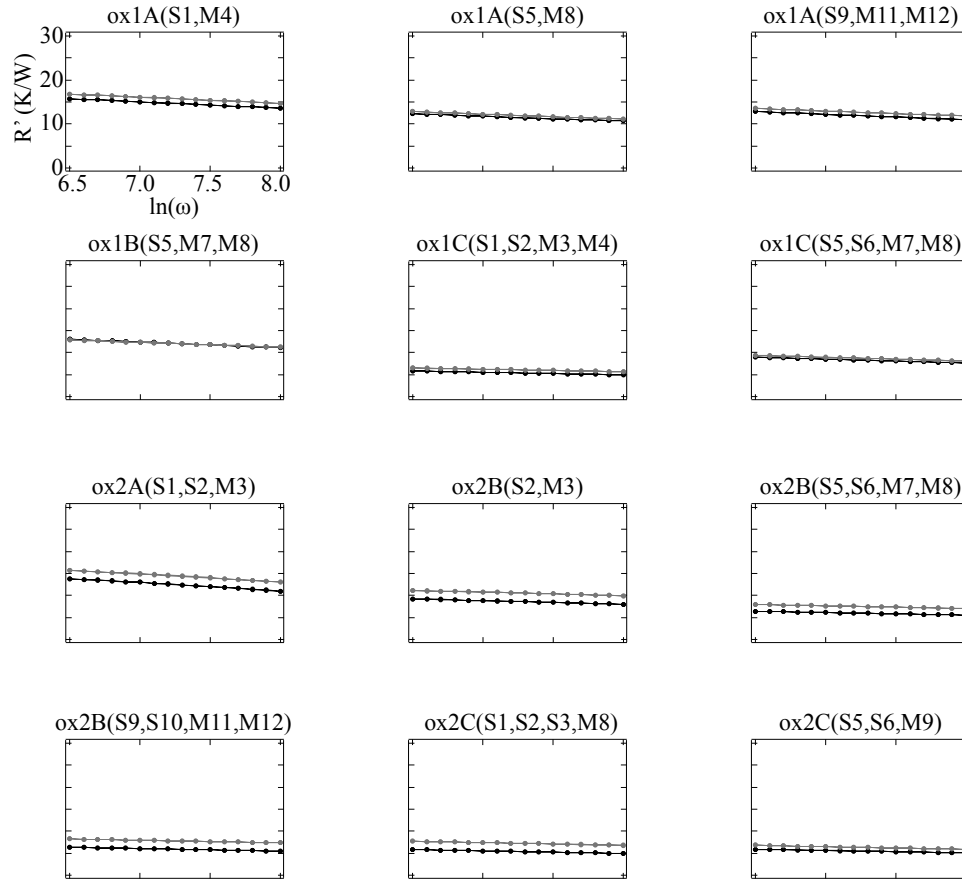 ox1A(S1,M4)
ox1A(S5,M8)
ox1A(S9,M11,M12)
30
20
10
0
R' (K/W)
6.5 7.0 7.5 8.0
ln(ω)
ox1B(S5,M7,M8)
ox1C(S1,S2,M3,M4)
ox1C(S5,S6,M7,M8)
ox2A(S1,S2,M3)
ox2B(S2,M3)
ox2B(S5,S6,M7,M8)
ox2B(S9,S10,M11,M12)
ox2C(S1,S2,S3,M8)
ox2C(S5,S6,M9)